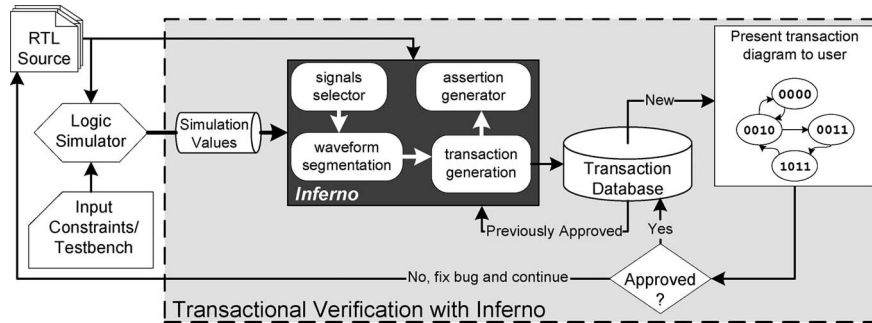 RTL
Source
Logic
Simulator
Input
Constraints/
Testbench
Simulation
Values
signals
selector
assertion
generator
waveform
segmentation
transaction
generation
Inferno
Transaction
Database
New
Present transaction
diagram to user
0000
0010
0011
1011
Previously Approved
Yes
Approved
?
No, fix bug and continue
Transactional Verification with Inferno